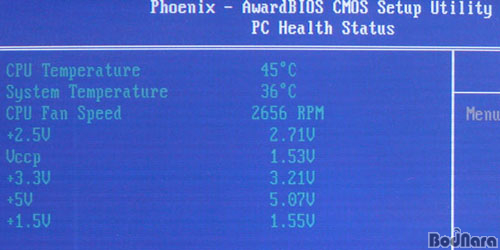 Phoenix - AwardBIOS CMOS Setup Utility
PC Health Status
CPU Temperature 45°C
System Temperature 36°C
CPU Fan Speed 2656 RPM
+2.5V 2.71V
Vccp 1.53V
+3.3V 3.21V
+5V 5.07V
+1.5V 1.55V
Menu
BodNara